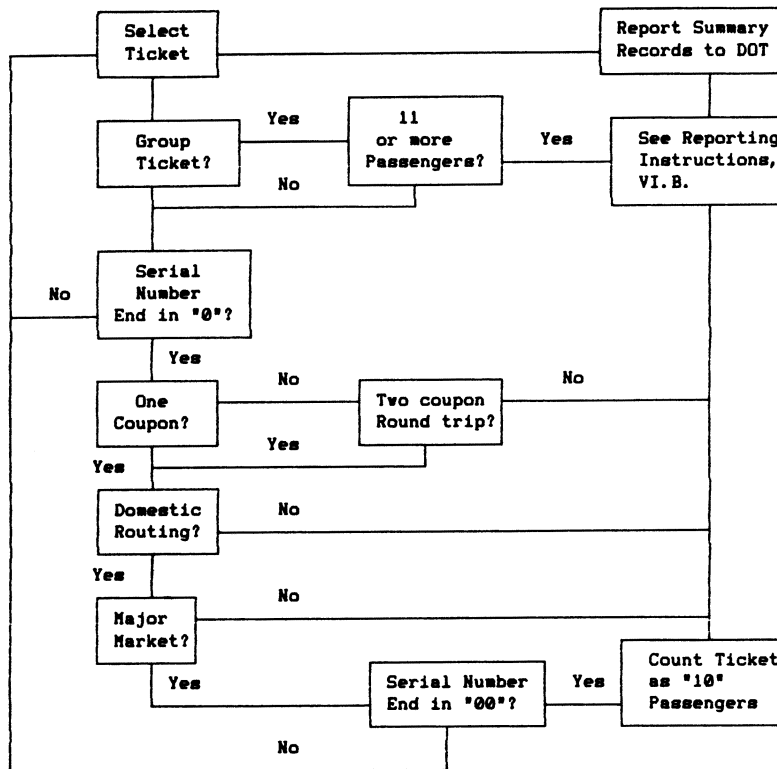 Select
Ticket
Report Summary
Records to DOT
Yes
11
or more
Passengers?
Group
Ticket?
Yes
See Reporting
Instructions,
VI.B.
No
Serial
Number
End in "0"?
No
Yes
No
No
One
Coupon?
Two coupon
Round trip?
Yes
Yes
Domestic
Routing?
No
Yes
No
Major
Market?
Yes
Serial Number
End in "00"?
Yes
Count Ticket
as "10"
Passengers
No